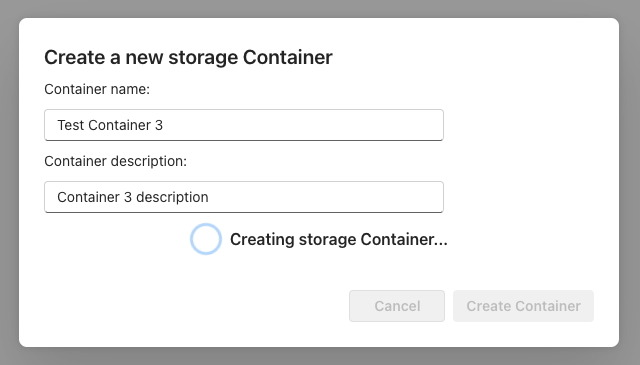 Create a new storage Container
Container name:
Test Container 3
Container description:
Container 3 description
Creating storage Container...
Cancel
Create Container